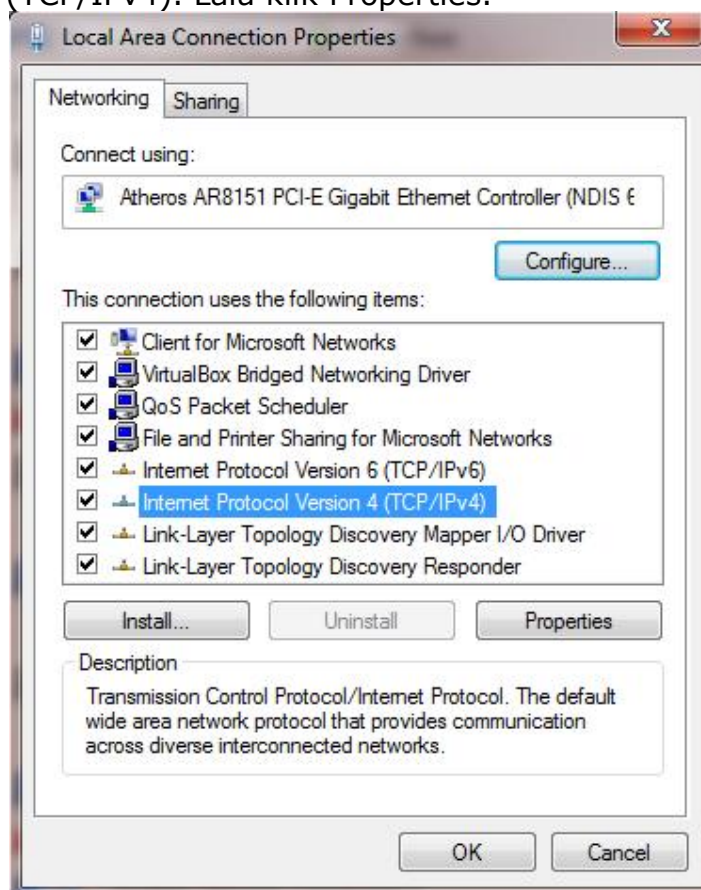 (TCP/IPv4). Lalu klik Properties.
Local Area Connection Properties
Networking
Sharing
Connect using:
Atheros AR8151 PCI-E Gigabit Ethernet Controller (NDIS 6
Configure...
This connection uses the following items:
Client for Microsoft Networks
VirtualBox Bridged Networking Driver
QoS Packet Scheduler
File and Printer Sharing for Microsoft Networks
Internet Protocol Version 6 (TCP/IPv6)
Internet Protocol Version 4 (TCP/IPv4)
Link-Layer Topology Discovery Mapper I/O Driver
Link-Layer Topology Discovery Responder
Install...
Uninstall
Properties
Description
Transmission Control Protocol/Internet Protocol. The default
wide area network protocol that provides communication
across diverse interconnected networks.
OK
Cancel